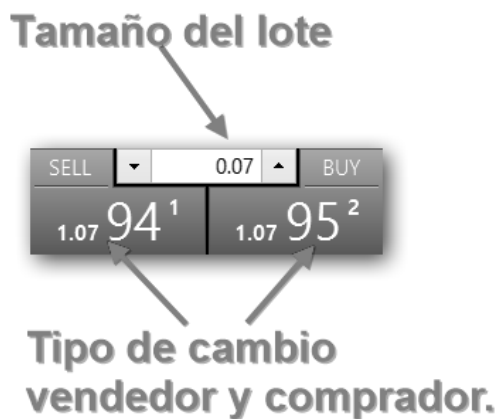 Tamaño del lote
SELL 0.07 BUY
1.07 94 1 1.07 95 2
Tipo de cambio
vendedor y comprador.